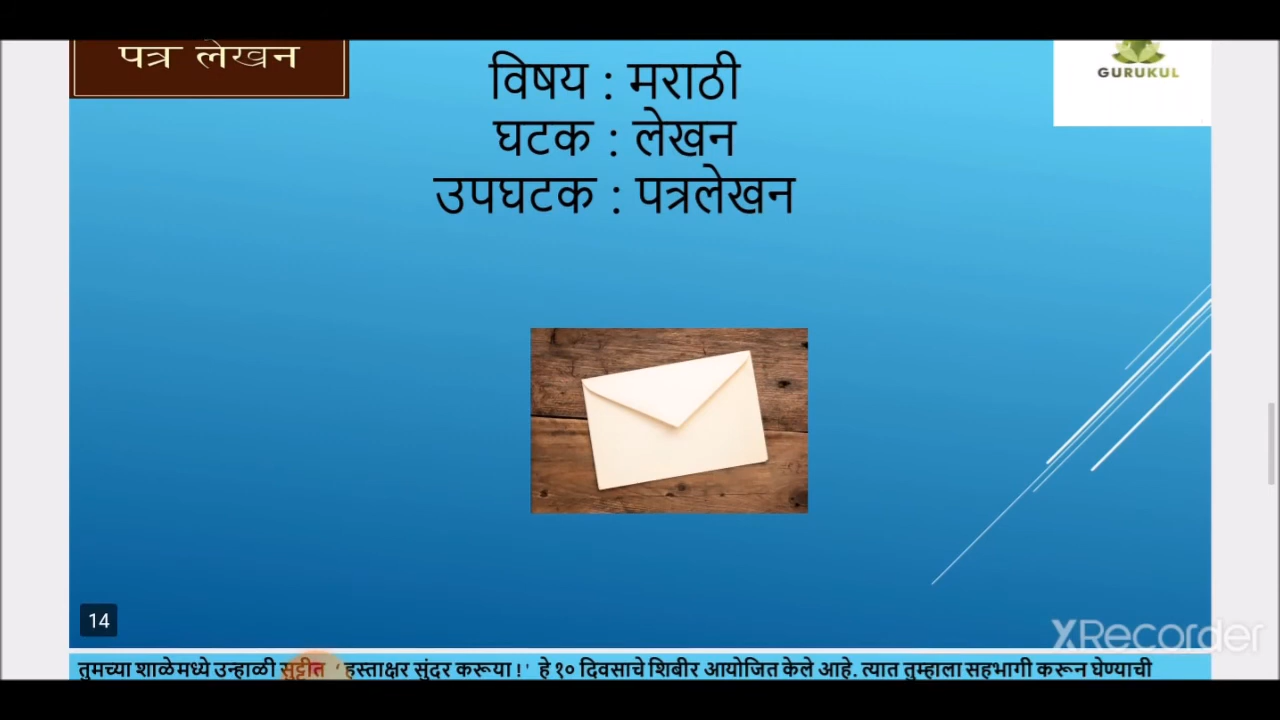 पत्र लेखन
GURUKUL
विषय : मराठी
घटक : लेखन
उपघटक : पत्रलेखन
14
XRecorder
तुमच्या शाळेमध्ये उन्हाळी सुट्टीत ‘ हस्ताक्षर सुंदर करूया ! ' हे १० दिवसाचे शिबीर आयोजित केले आहे. त्यात तुम्हाला सहभागी करून घेण्याची